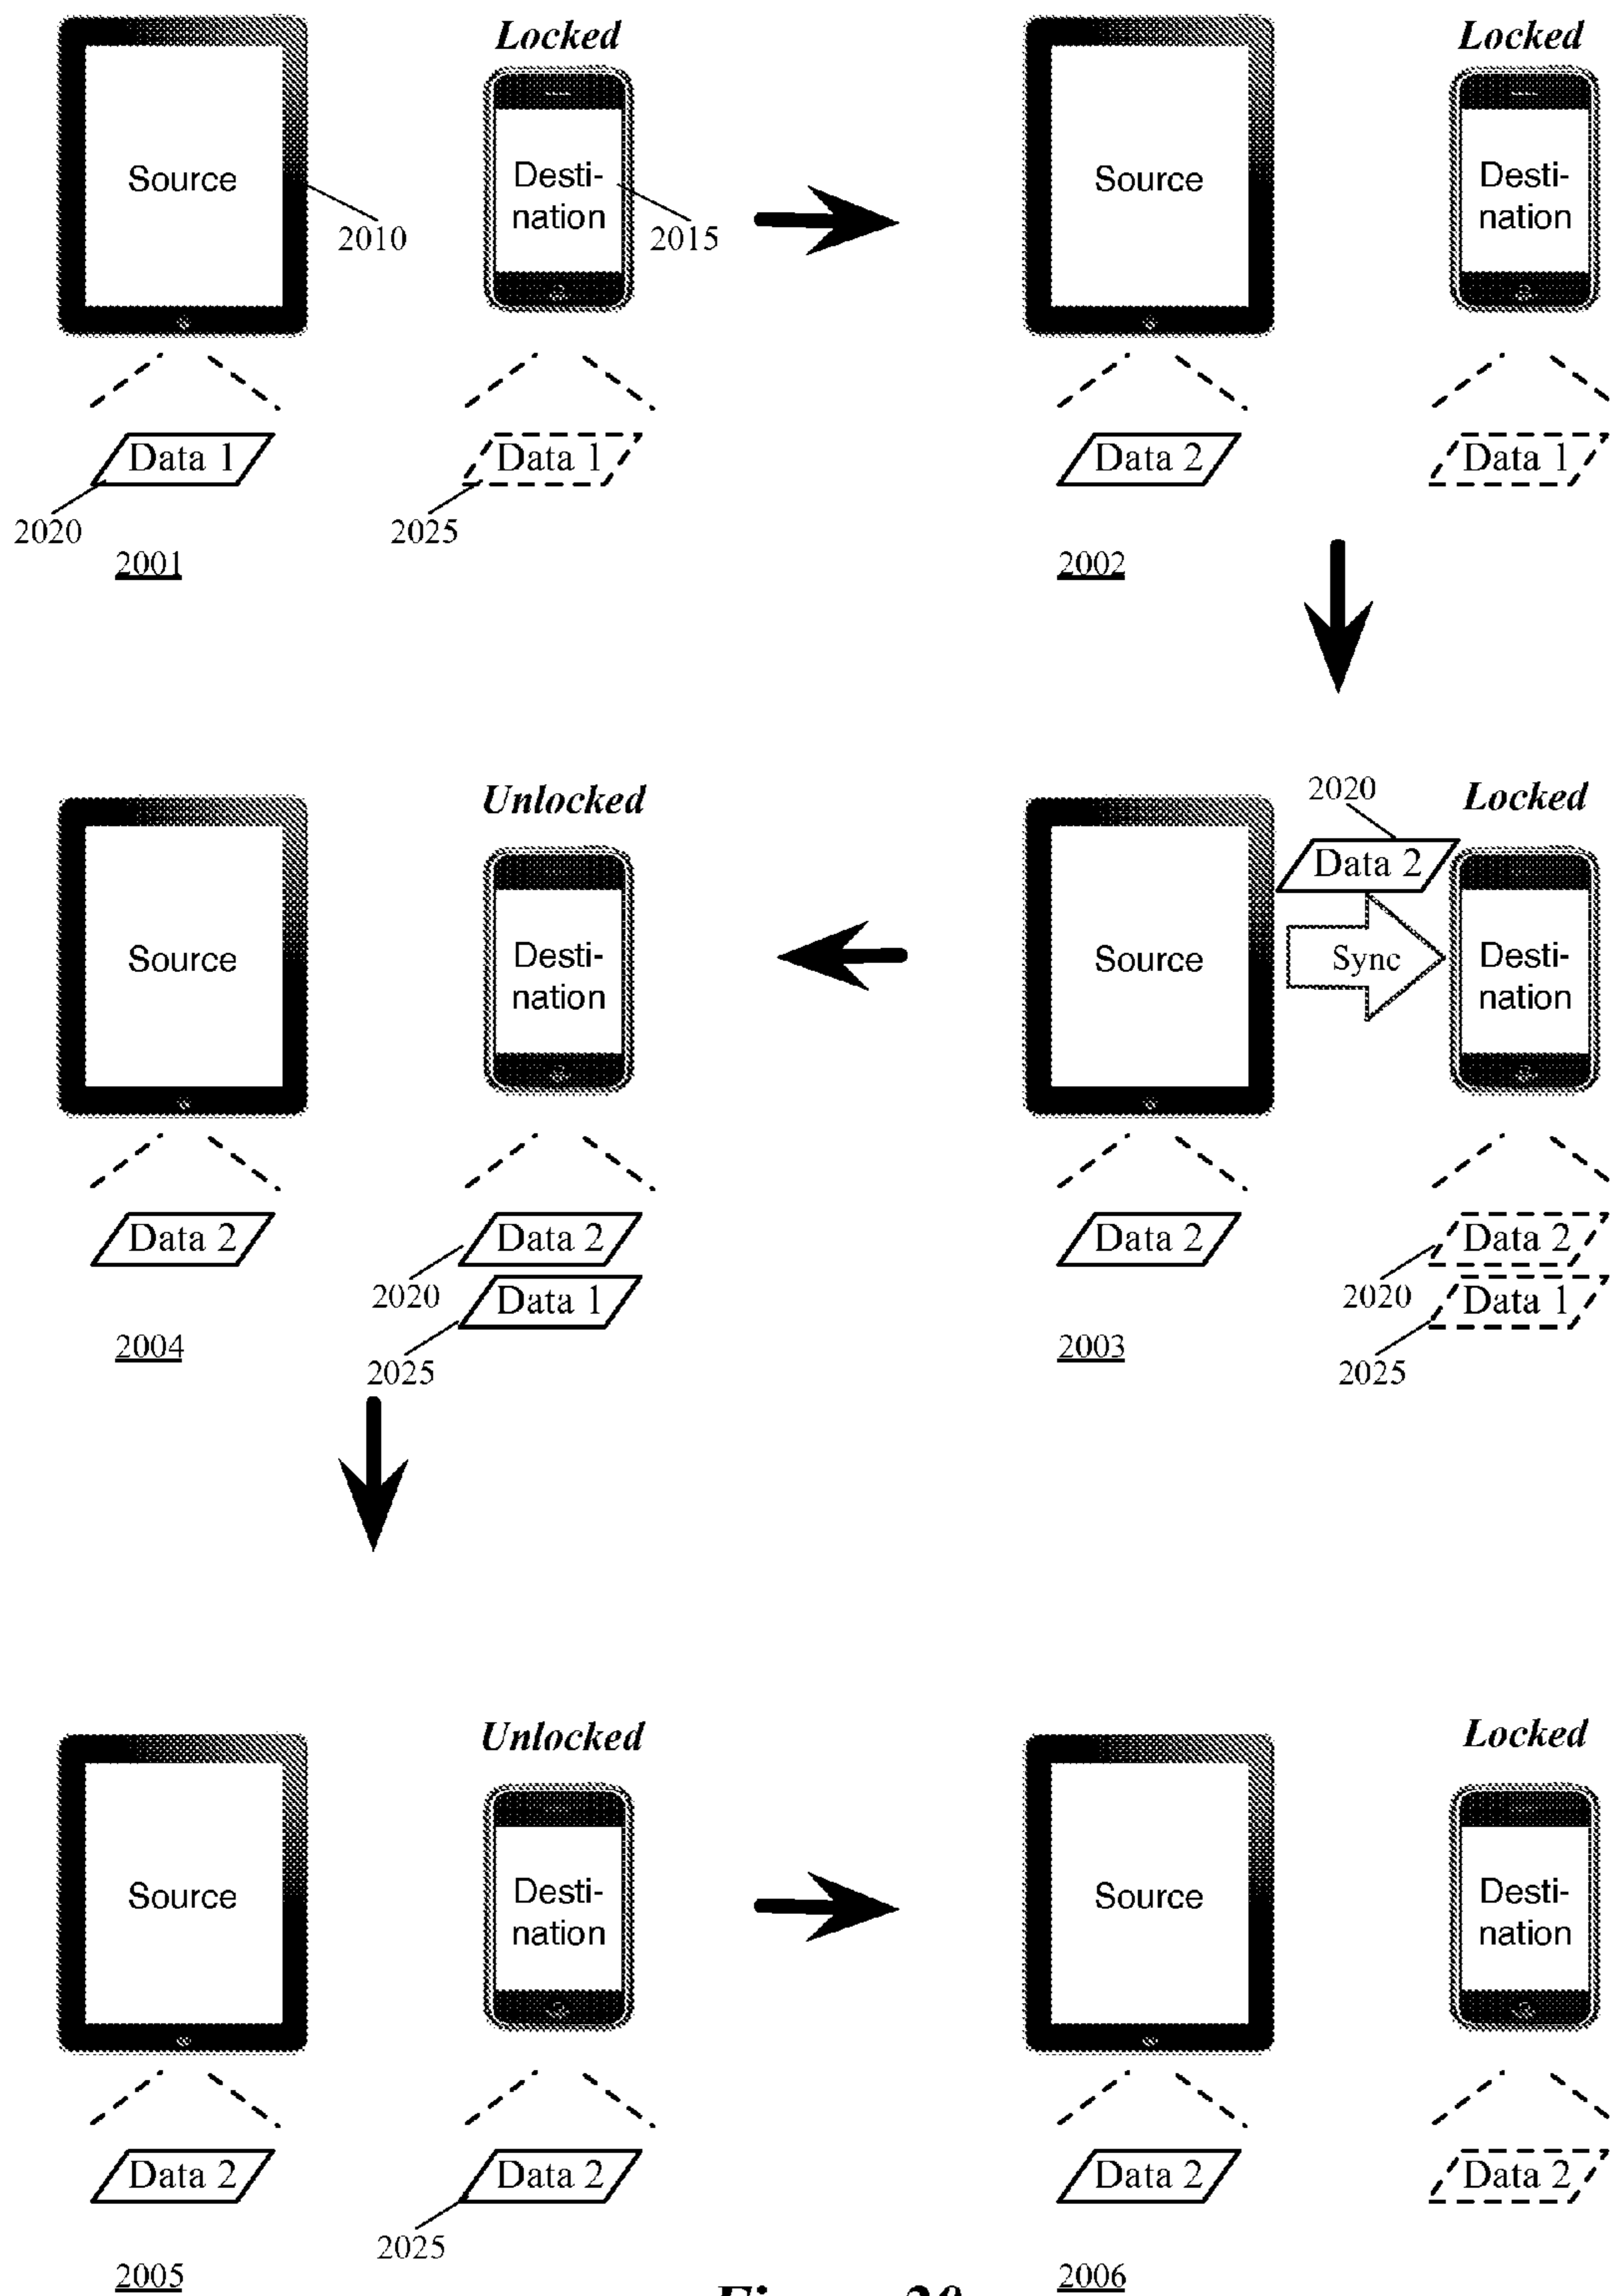 Locked
Locked
Source
Desti-
nation
2010
2015
Source
Desti-
nation
Data 1
Data 1
Data 2
Data 1
2020
2025
2001
2002
Unlocked
2020
Locked
Data 2
Source
Desti-
nation
Source
Sync
Desti-
nation
Data 2
Data 2
Data 2
Data 2
2020
Data 1
2020
Data 1
2004
2025
2003
2025
Unlocked
Locked
Source
Desti-
nation
Source
Desti-
nation
Data 2
Data 2
Data 2
Data 2
2025
2005
2006